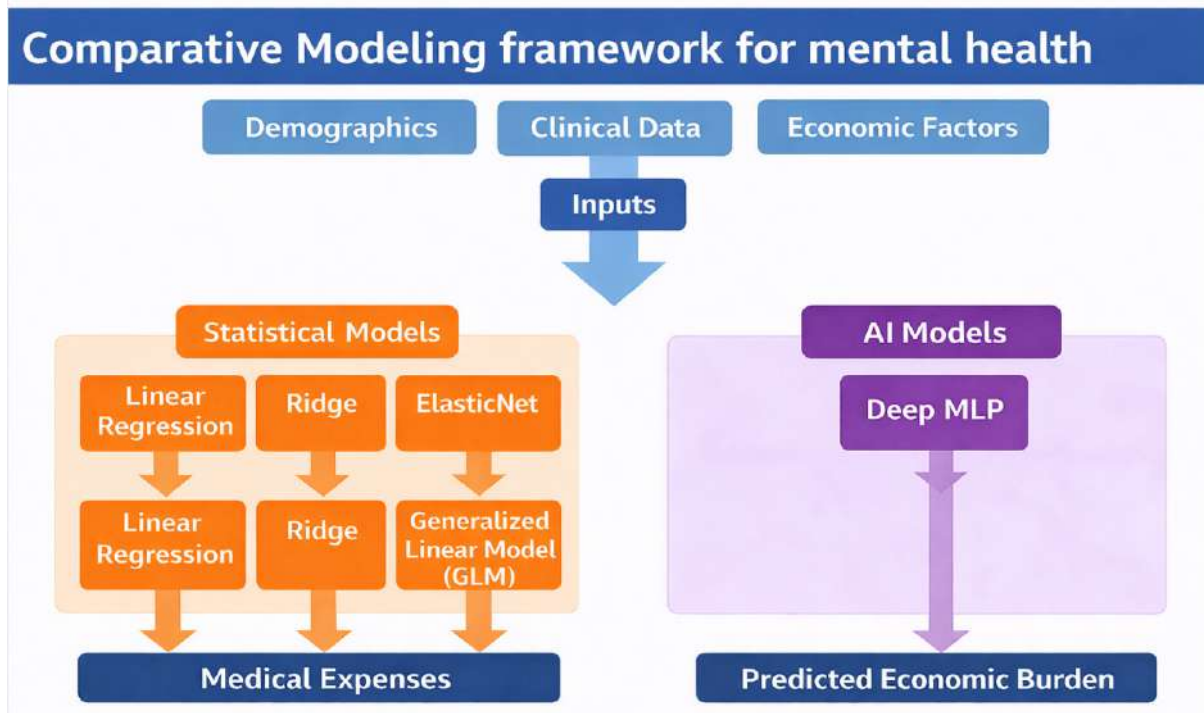 Comparative Modeling framework for mental health
Demographics
Clinical Data
Economic Factors
Inputs
Statistical Models
Linear
Regression
Ridge
ElasticNet
Linear
Regression
Ridge
Generalized
Linear Model
(GLM)
Medical Expenses
AI Models
Deep MLP
Predicted Economic Burden